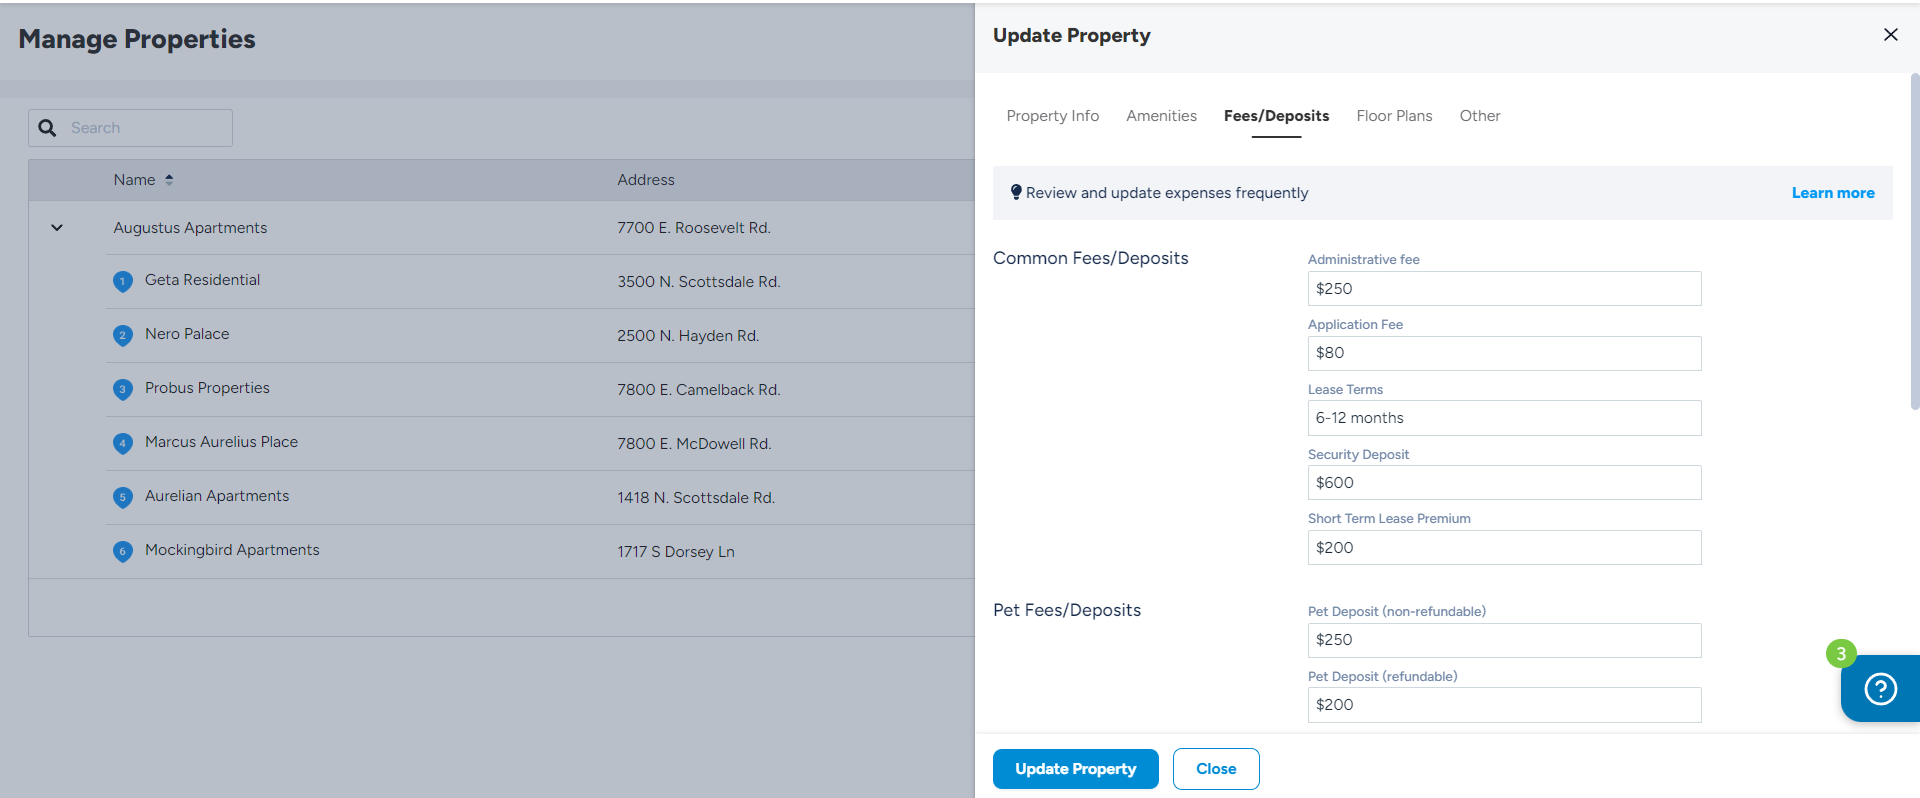 Manage Properties
Search
Name Address
Augustus Apartments 7700 E. Roosevelt Rd.
1 Geta Residential 3500 N. Scottsdale Rd.
2 Nero Palace 2500 N. Hayden Rd.
3 Probus Properties 7800 E. Camelback Rd.
4 Marcus Aurelius Place 7800 E. McDowell Rd.
5 Aurelian Apartments 1418 N. Scottsdale Rd.
6 Mockingbird Apartments 1717 S Dorsey Ln
Update Property
Property Info Amenities Fees/Deposits Floor Plans Other
Review and update expenses frequently Learn more
Common Fees/Deposits
Administrative fee
$250
Application Fee
$80
Lease Terms
6-12 months
Security Deposit
$600
Short Term Lease Premium
$200
Pet Fees/Deposits
Pet Deposit (non-refundable)
$250
Pet Deposit (refundable)
$200
3
?
Update Property Close